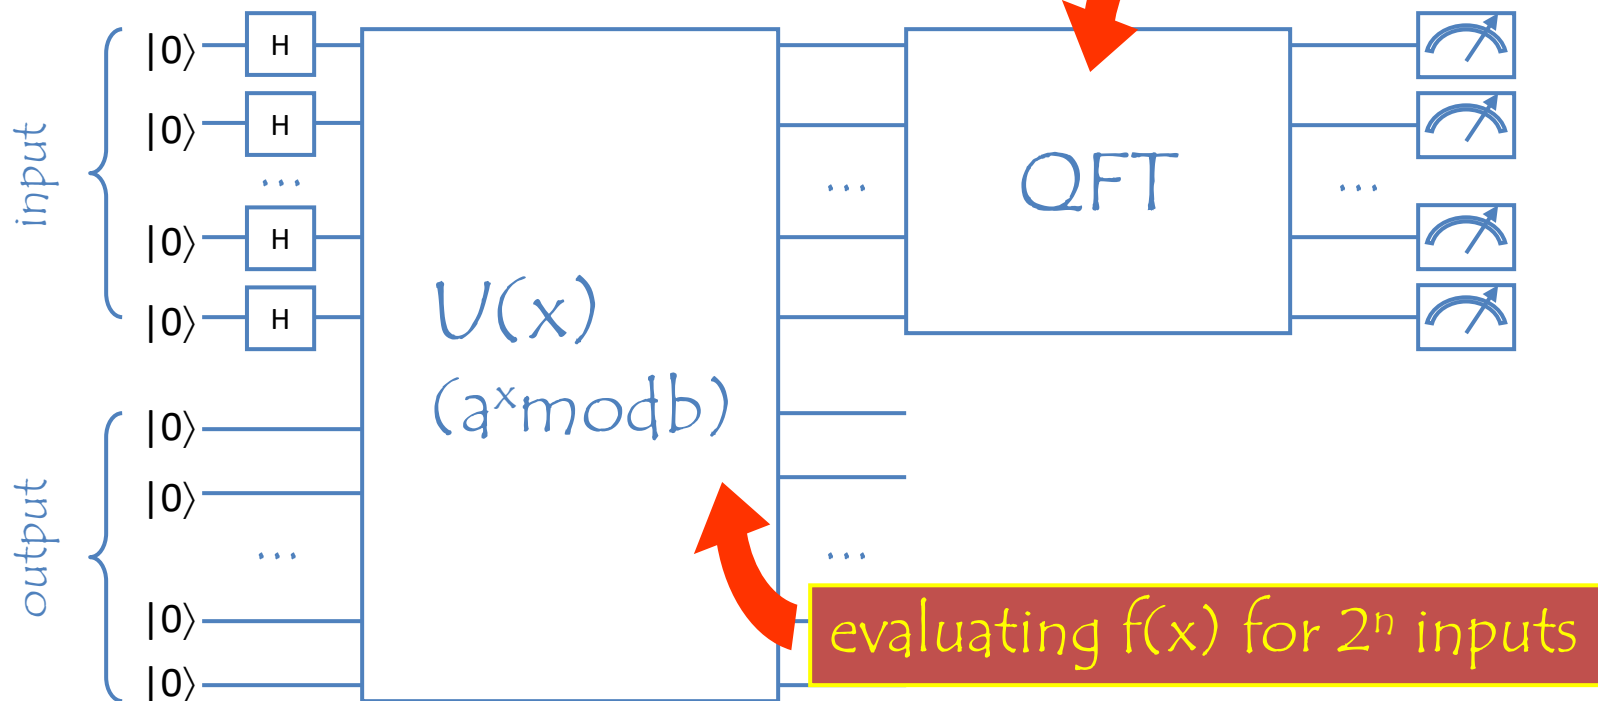 input
|0⟩ H
|0⟩ H
...
|0⟩ H
|0⟩ H
U(x)
(aˣmodb)
...
QFT
...
output
|0⟩
|0⟩
...
|0⟩
|0⟩
...
evaluating f(x) for 2ⁿ inputs